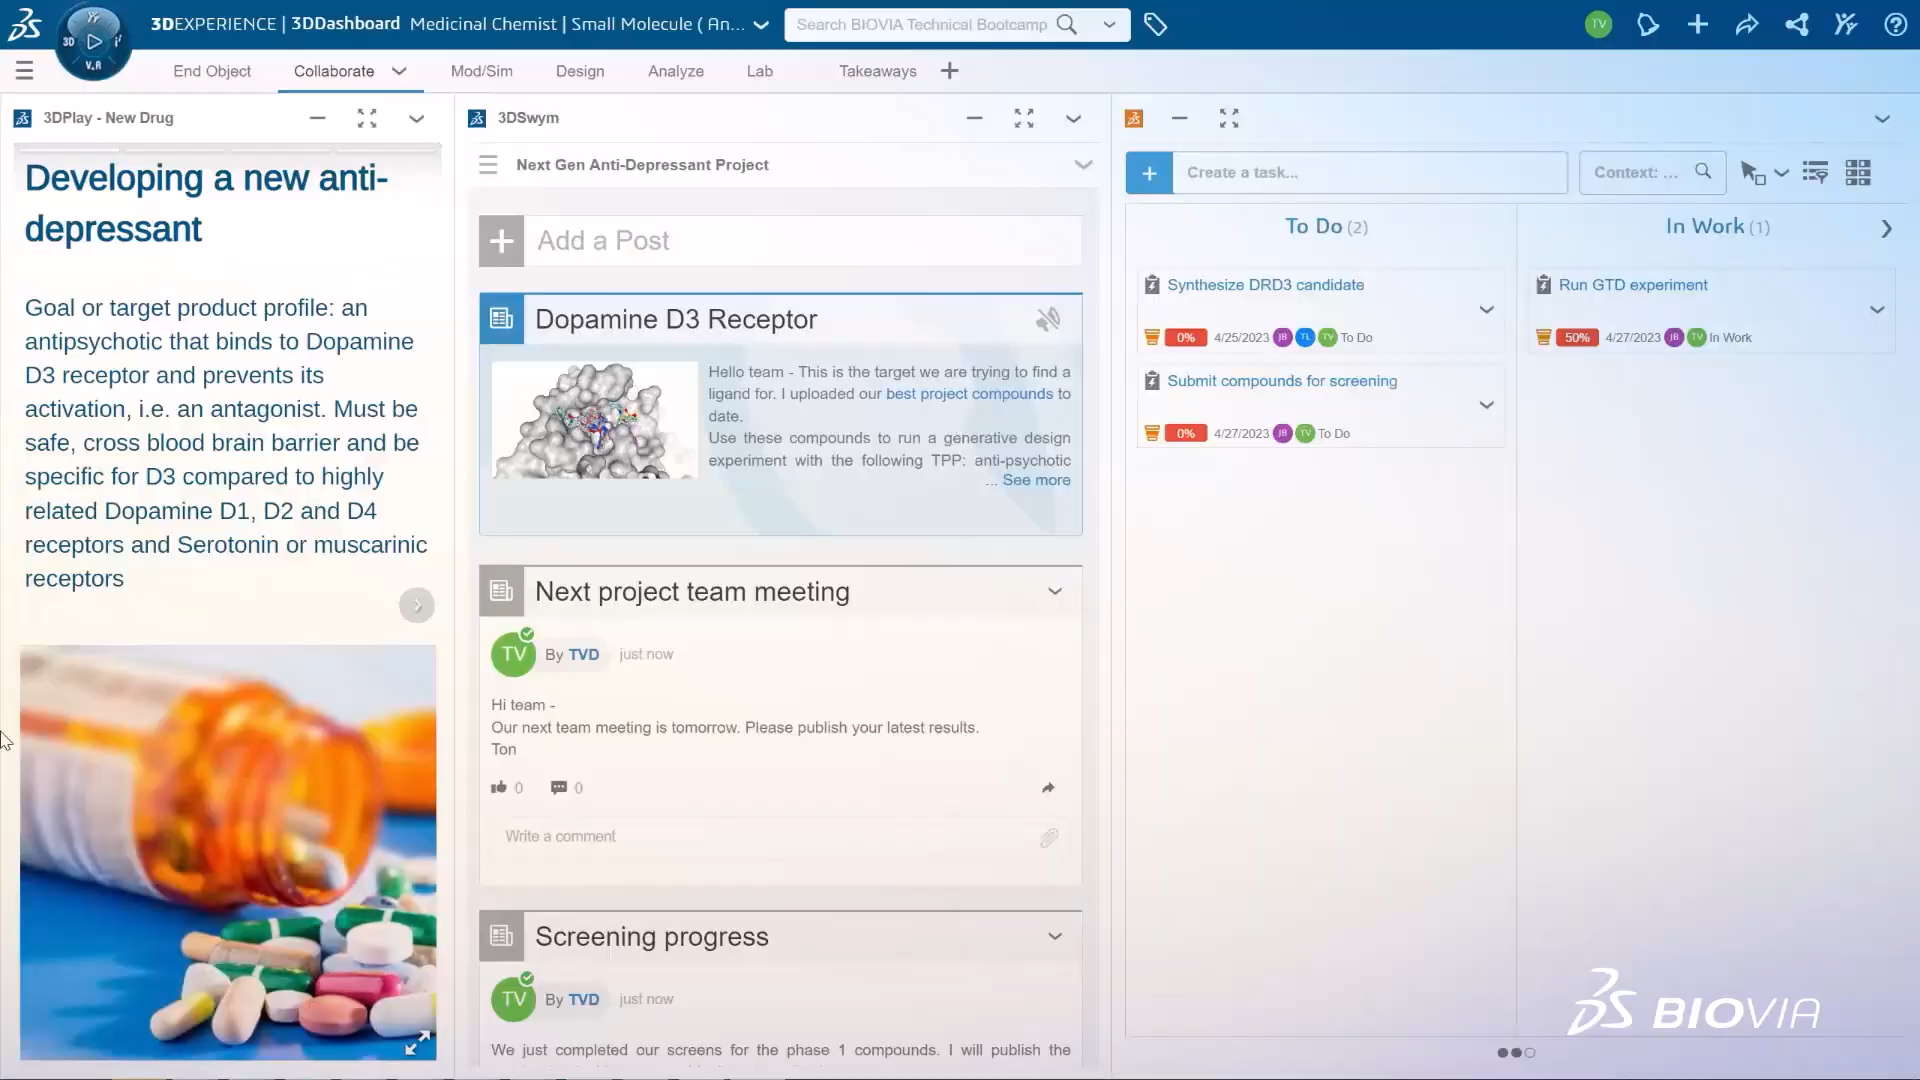 3DEXPERIENCE | 3DDashboard Medicinal Chemist | Small Molecule ( An...
Search BIOVIA Technical Bootcamp
TV
3D
V.R
End Object
Collaborate
Mod/Sim
Design
Analyze
Lab
Takeaways
3DPlay - New Drug
Developing a new anti-
depressant
Goal or target product profile: an
antipsychotic that binds to Dopamine
D3 receptor and prevents its
activation, i.e. an antagonist. Must be
safe, cross blood brain barrier and be
specific for D3 compared to highly
related Dopamine D1, D2 and D4
receptors and Serotonin or muscarinic
receptors
3DSwym
Next Gen Anti-Depressant Project
Add a Post
Dopamine D3 Receptor
Hello team - This is the target we are trying to find a
ligand for. I uploaded our best project compounds to
date.
Use these compounds to run a generative design
experiment with the following TPP: anti-psychotic
... See more
Next project team meeting
TV By TVD just now
Hi team -
Our next team meeting is tomorrow. Please publish your latest results.
Ton
0 0
Write a comment
Screening progress
TV By TVD just now
We just completed our screens for the phase 1 compounds. I will publish the
Create a task...
Context: ...
To Do (2)
Synthesize DRD3 candidate
0% 4/25/2023 JB TL TV To Do
Submit compounds for screening
0% 4/27/2023 JB TV To Do
In Work (1)
Run GTD experiment
50% 4/27/2023 JB TV In Work
BIOVIA